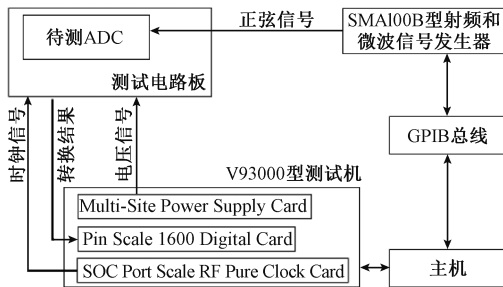 正弦信号
SMA100B型射频和
微波信号发生器
待测ADC
测试电路板
时钟信号
转换结果
电压信号
GPIB总线
V93000型测试机
Multi-Site Power Supply Card
Pin Scale 1600 Digital Card
SOC Port Scale RF Pure Clock Card
主机